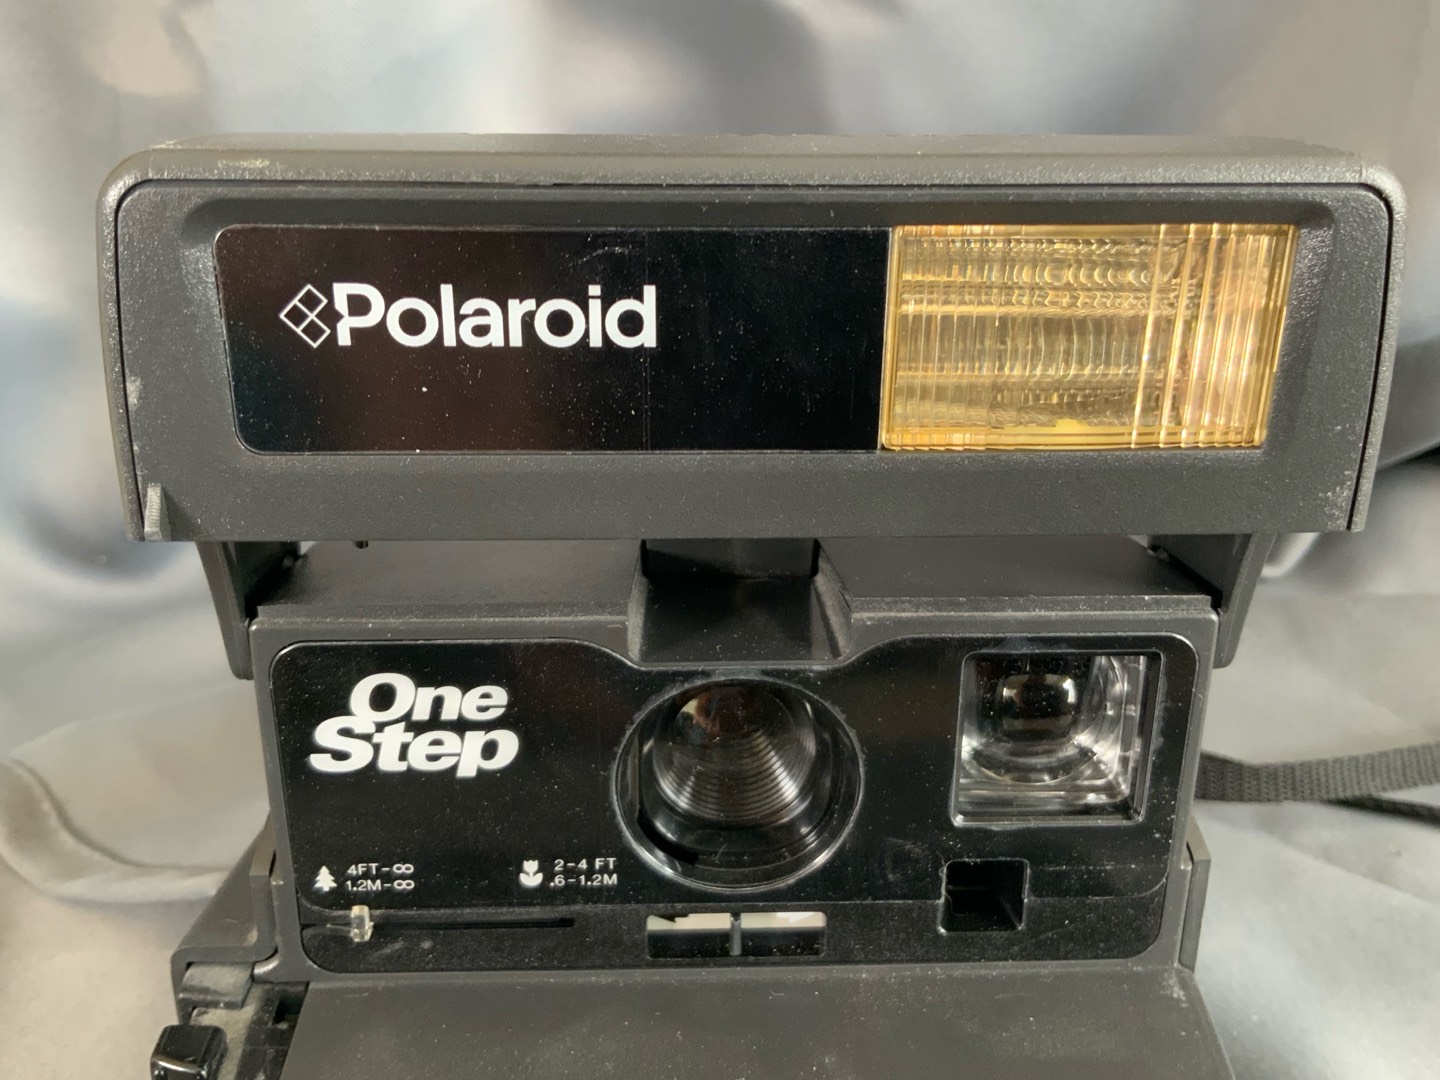 Polaroid
One
Step
4FT-∞
1.2M-∞
2-4 FT
.6-1.2M